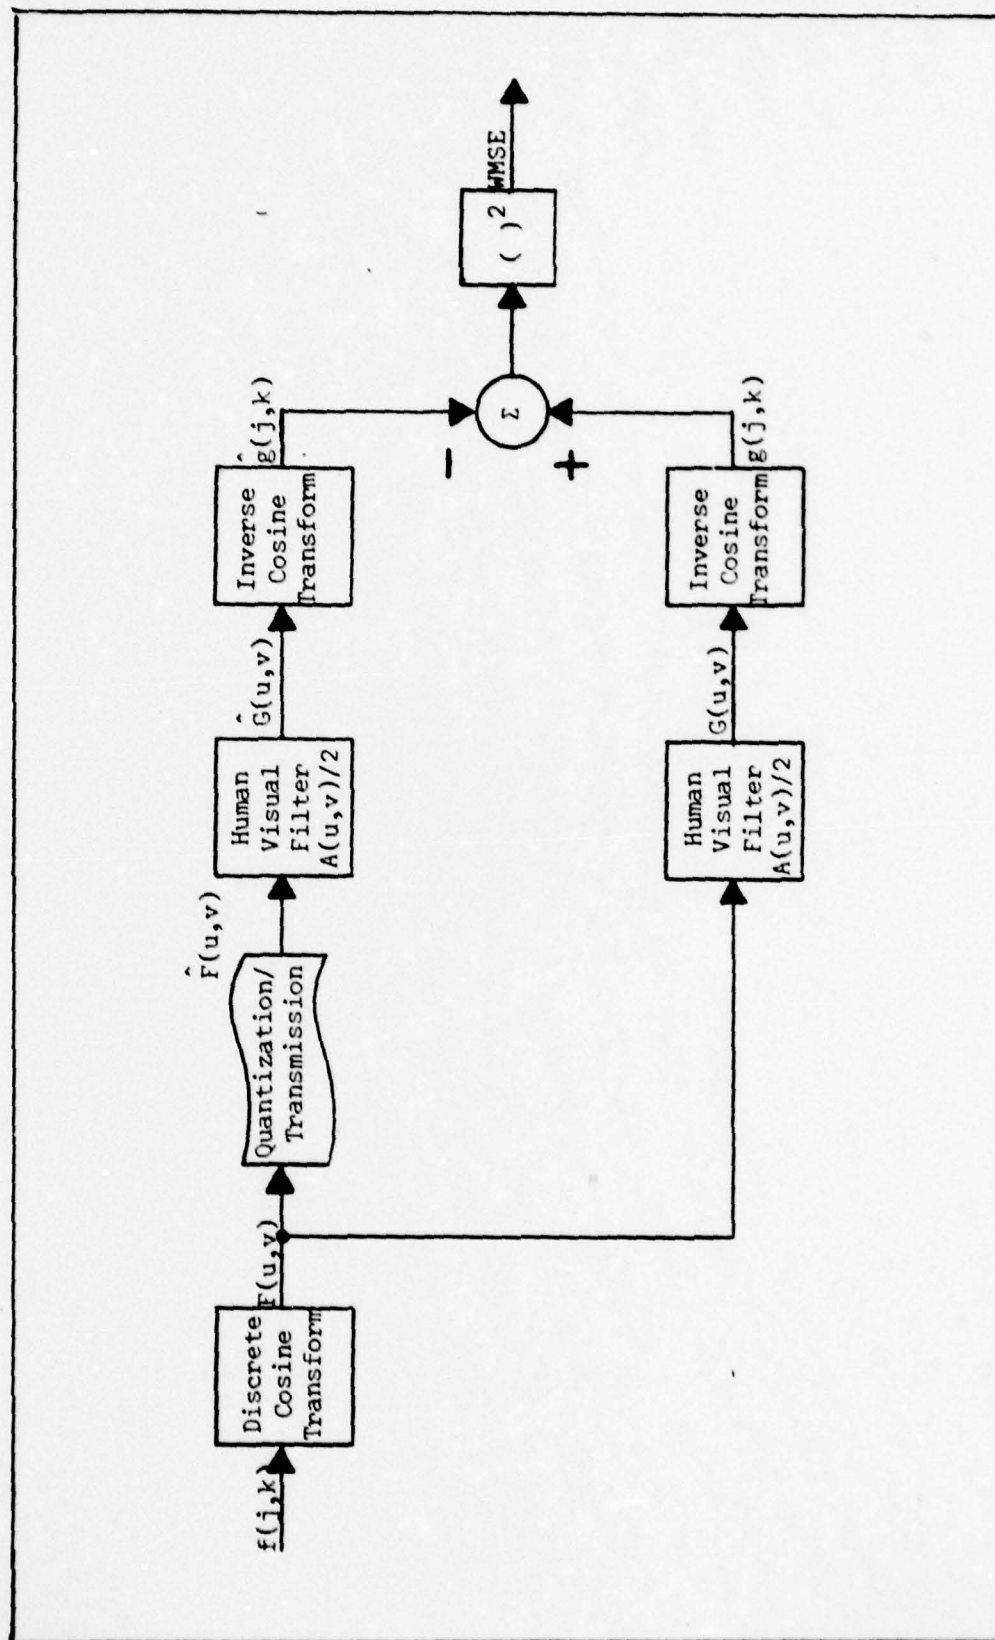 f(j,k)
Discrete
Cosine
Transform
F(u,v)
Quantization/
Transmission
F̂(u,v)
Human
Visual
Filter
A(u,v)/2
Ĝ(u,v)
Inverse
Cosine
Transform
ĝ(j,k)
-
Human
Visual
Filter
A(u,v)/2
G(u,v)
Inverse
Cosine
Transform
g(j,k)
+
Σ
( )²
WMSE